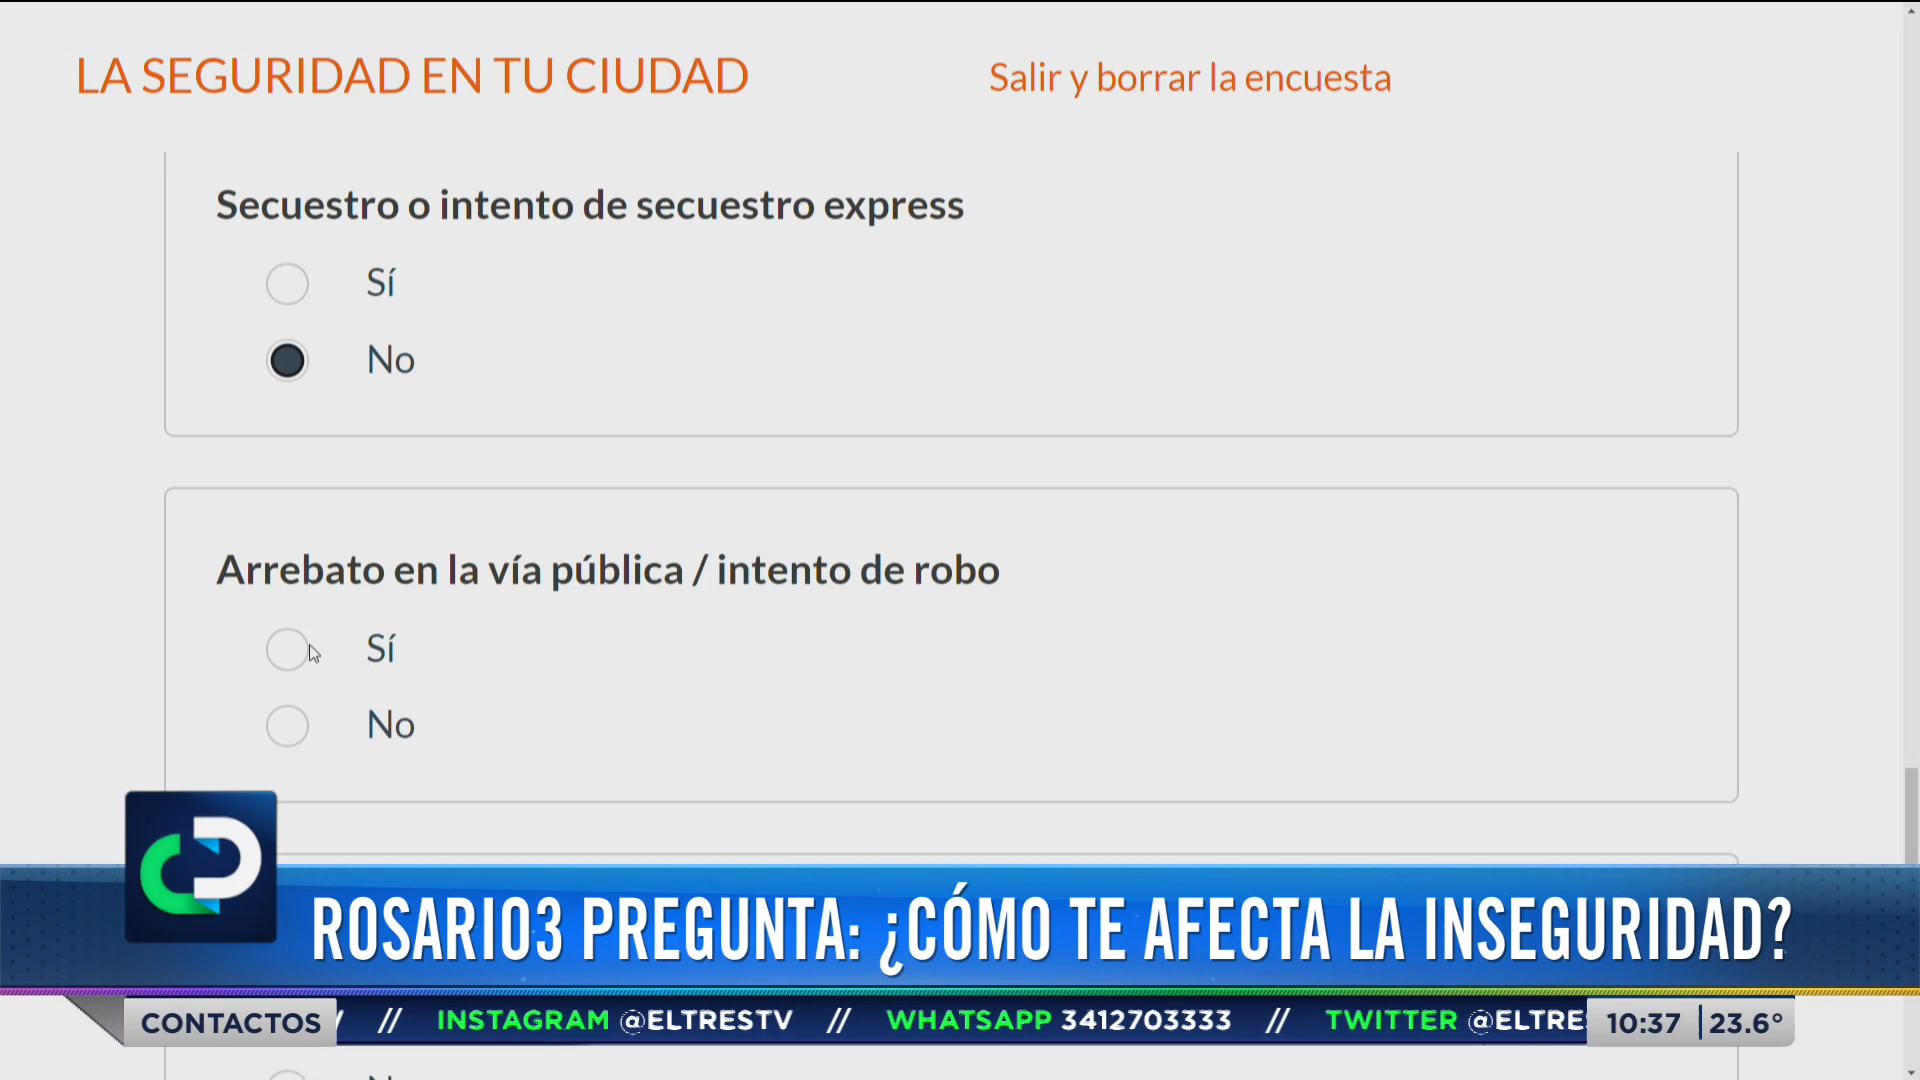 LA SEGURIDAD EN TU CIUDAD
Salir y borrar la encuesta
Secuestro o intento de secuestro express
Sí
No
Arrebato en la vía pública / intento de robo
Sí
No
ROSARIO3 PREGUNTA: ¿CÓMO TE AFECTA LA INSEGURIDAD?
CONTACTOS // INSTAGRAM @ELTRESTV // WHATSAPP 3412703333 // TWITTER @ELTRE 10:37 23.6°